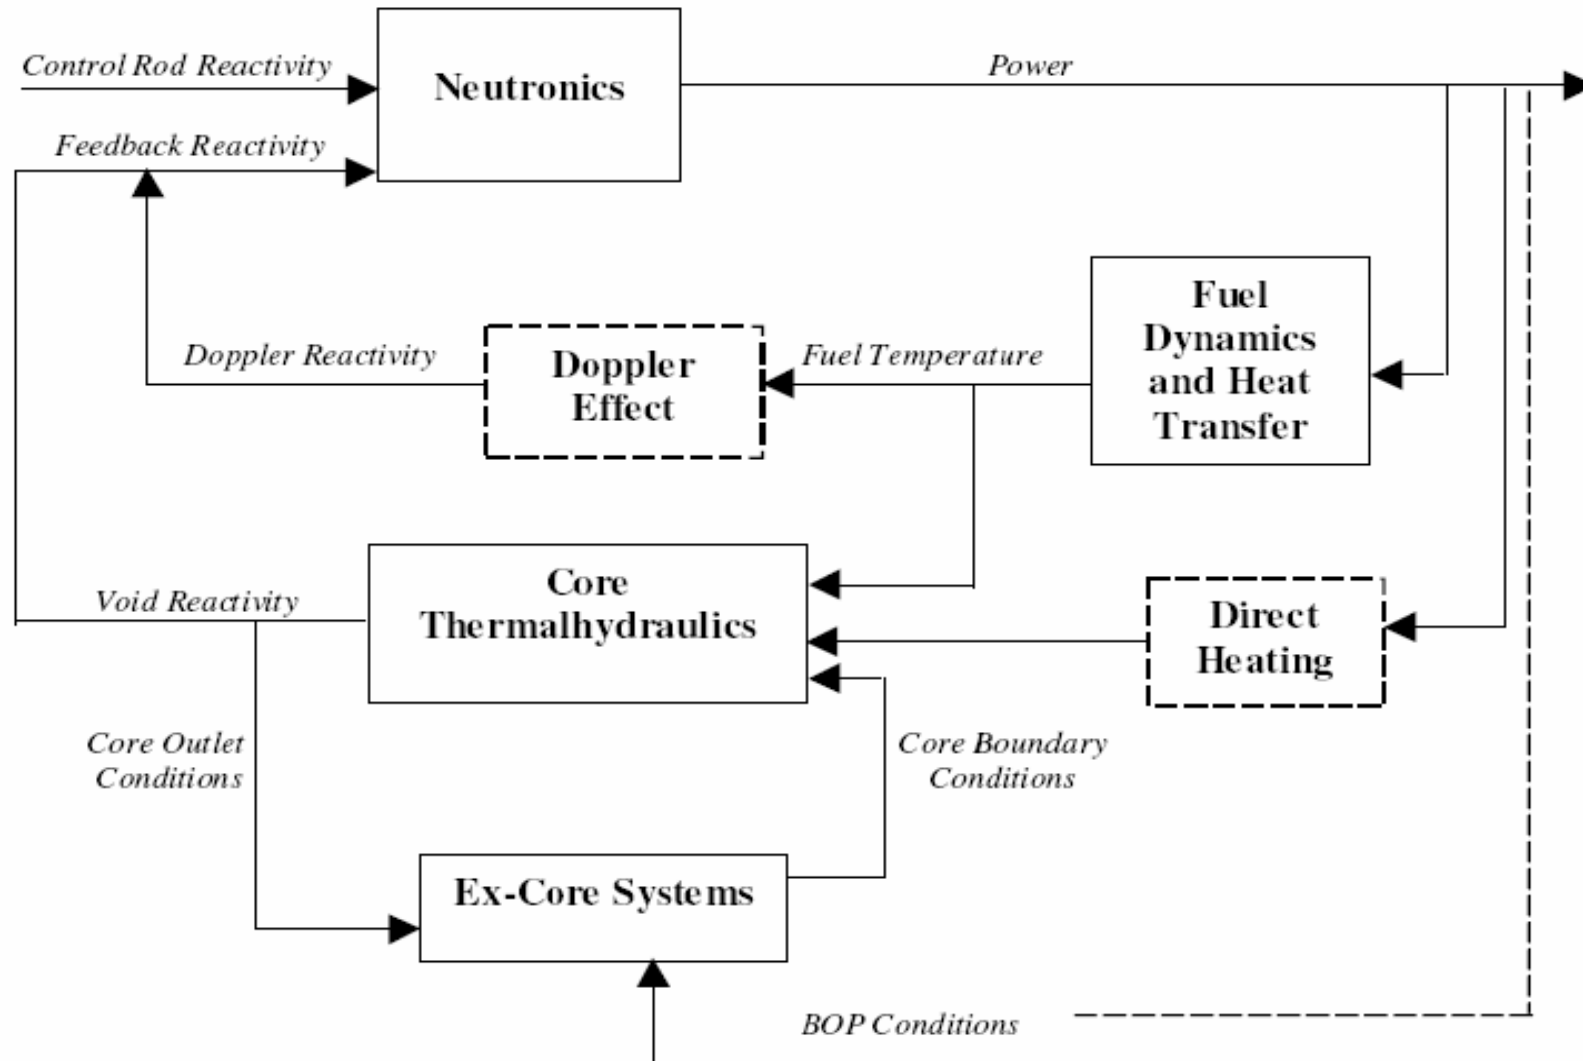 Control Rod Reactivity
Neutronics
Power
Feedback Reactivity
Fuel
Dynamics
and Heat
Transfer
Doppler Reactivity
Doppler
Effect
Fuel Temperature
Core
Thermalhydraulics
Void Reactivity
Direct
Heating
Core Outlet
Conditions
Core Boundary
Conditions
Ex-Core Systems
BOP Conditions